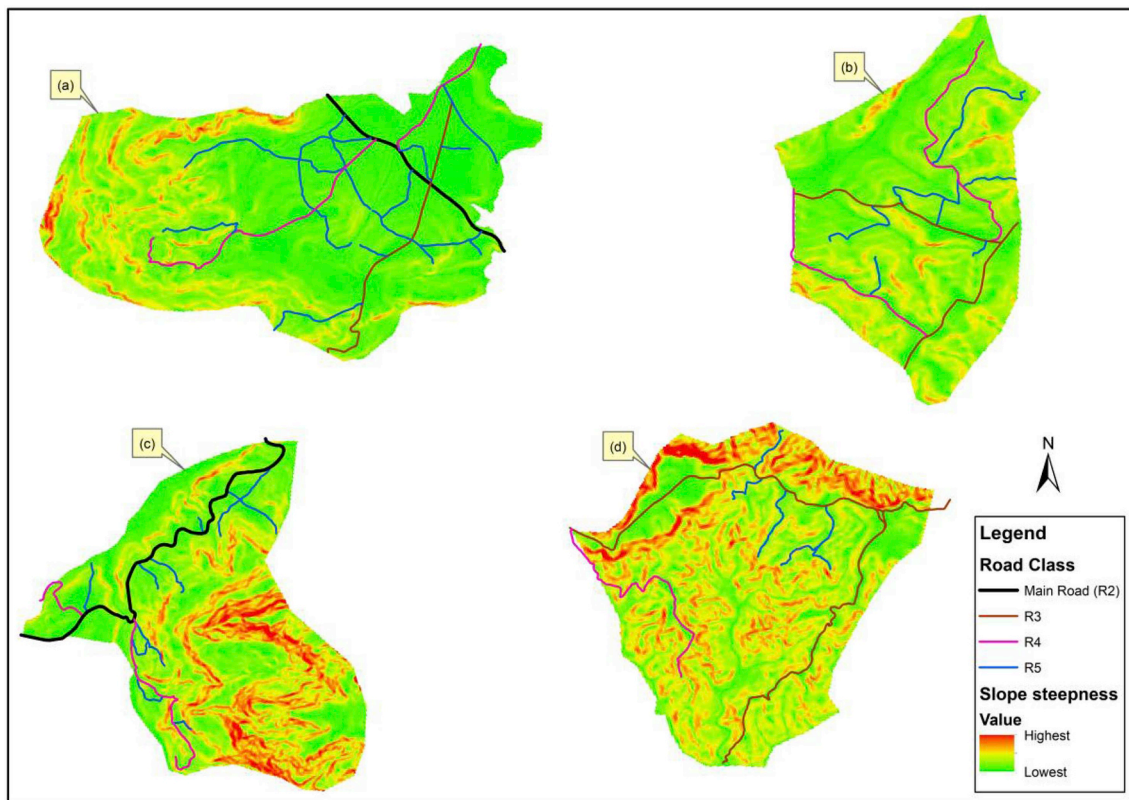 (a)
(b)
(c)
(d)
N
Legend
Road Class
Main Road (R2)
R3
R4
R5
Slope steepness
Value
Highest
Lowest